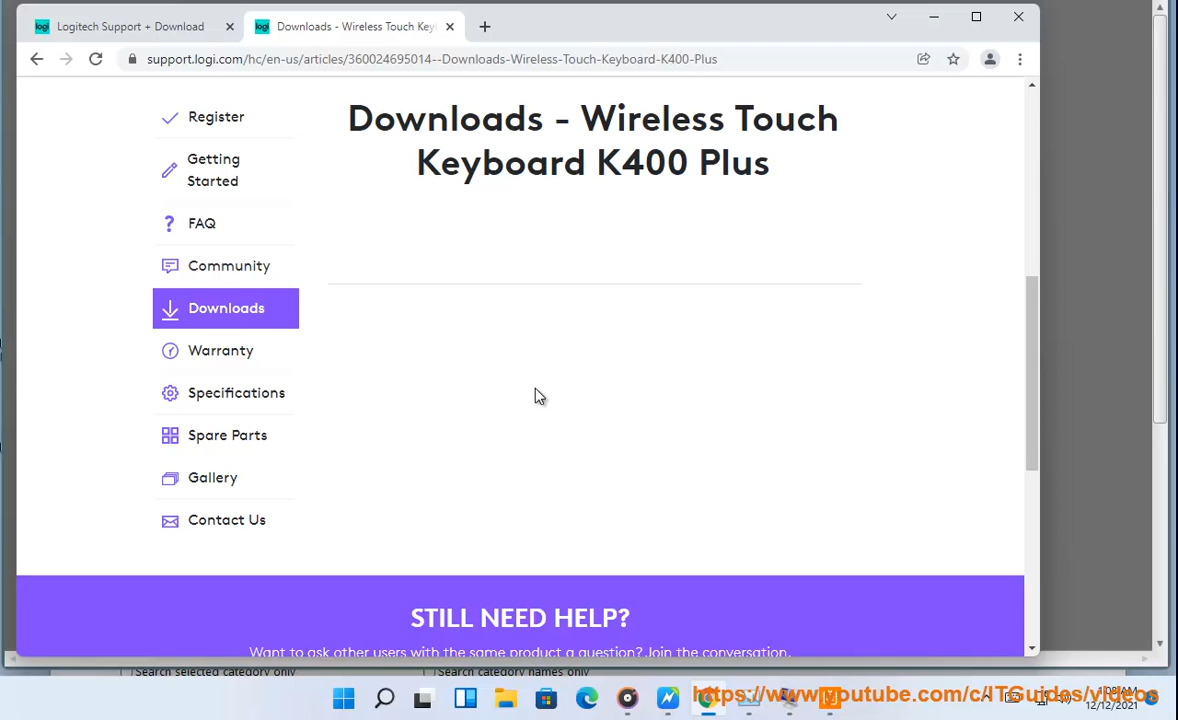 logi Logitech Support + Download
logi Downloads - Wireless Touch Key
support.logi.com/hc/en-us/articles/360024695014--Downloads-Wireless-Touch-Keyboard-K400-Plus
Register
Getting
Started
FAQ
Community
Downloads
Warranty
Specifications
Spare Parts
Gallery
Contact Us
Downloads - Wireless Touch
Keyboard K400 Plus
STILL NEED HELP?
Want to ask other users with the same product a question? Join the conversation.
Search selected category only
Search category names only
https://www.youtube.com/c/ITGuides/videos
12/12/2021